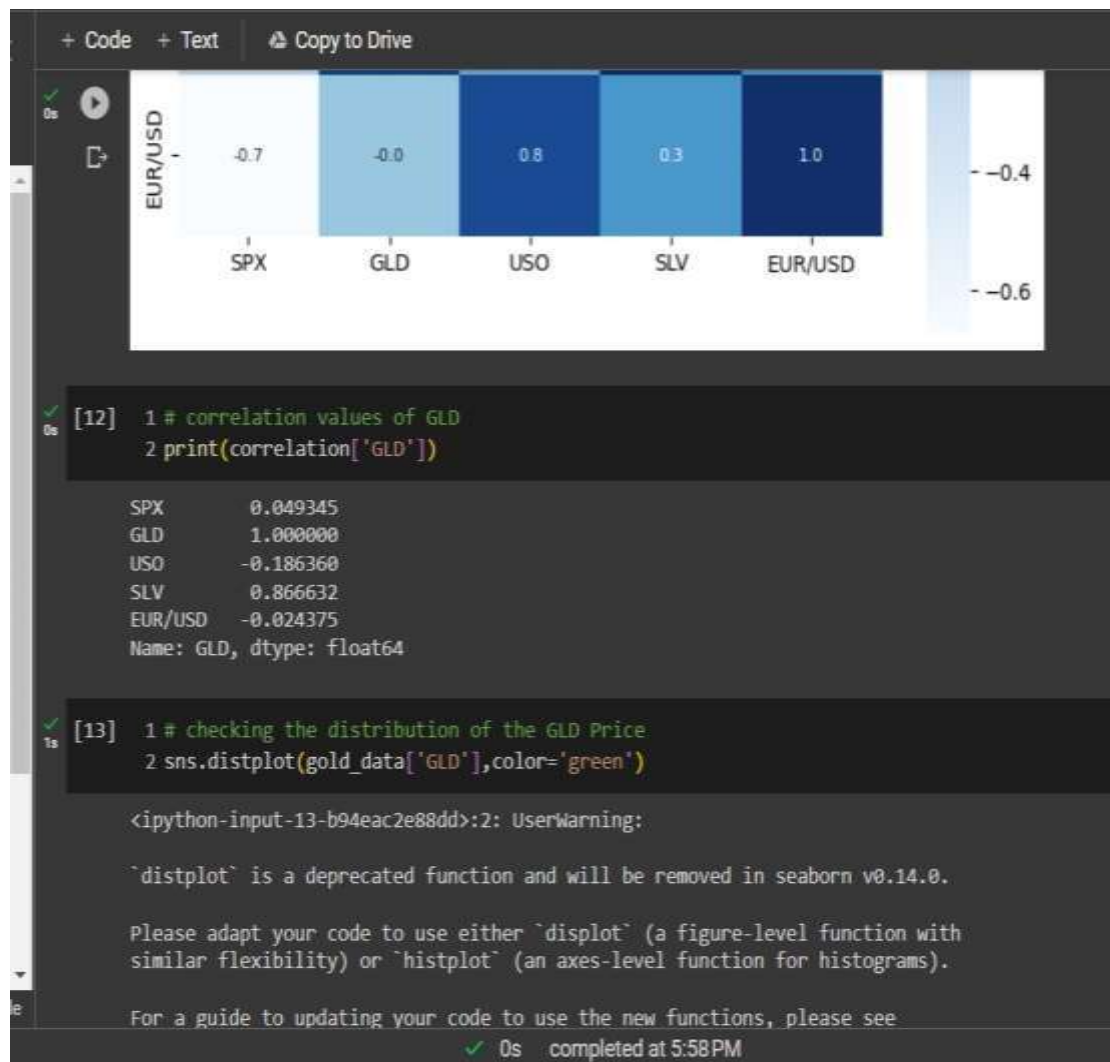 + Code + Text Copy to Drive
0s
EUR/USD
-0.7 -0.0 0.8 0.3 1.0
-0.4
SPX GLD USO SLV EUR/USD
-0.6
0s [12] 1 # correlation values of GLD
2 print(correlation['GLD'])
SPX 0.049345
GLD 1.000000
USO -0.186360
SLV 0.866632
EUR/USD -0.024375
Name: GLD, dtype: float64
1s [13] 1 # checking the distribution of the GLD Price
2 sns.distplot(gold_data['GLD'],color='green')
<ipython-input-13-b94eac2e88dd>:2: UserWarning:
`distplot` is a deprecated function and will be removed in seaborn v0.14.0.
Please adapt your code to use either `displot` (a figure-level function with
similar flexibility) or `histplot` (an axes-level function for histograms).
For a guide to updating your code to use the new functions, please see
0s completed at 5:58 PM